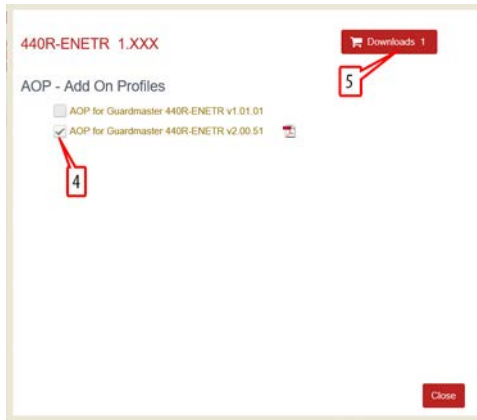 440R-ENETR 1.XXX
Downloads 1
5
AOP - Add On Profiles
AOP for Guardmaster 440R-ENETR v1.01.01
AOP for Guardmaster 440R-ENETR v2.00.51
4
Close